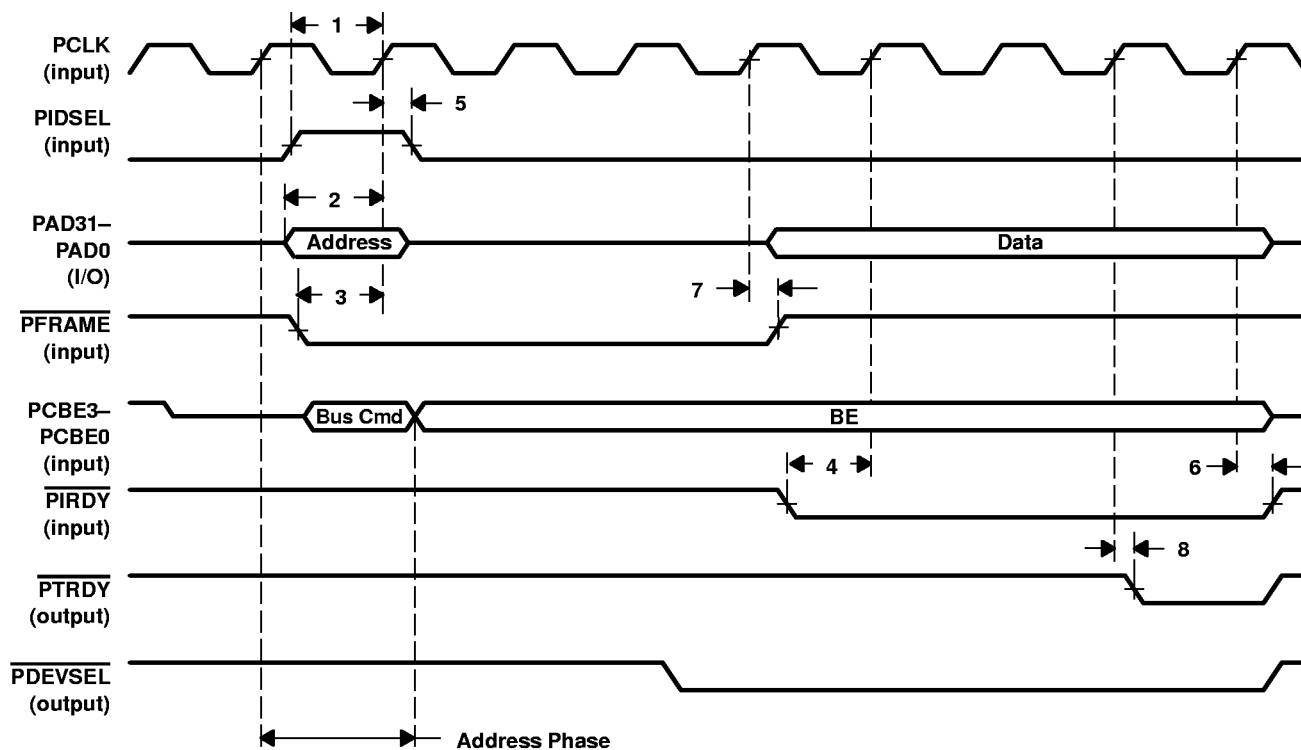 1
PCLK
(input)
5
PIDSEL
(input)
2
PAD31–
PAD0
(I/O)
Address
Data
3
7
PFRAME
(input)
PCBE3–
PCBE0
(input)
Bus Cmd
BE
4
6
PIRDY
(input)
8
PTRDY
(output)
PDEVSEL
(output)
Address Phase